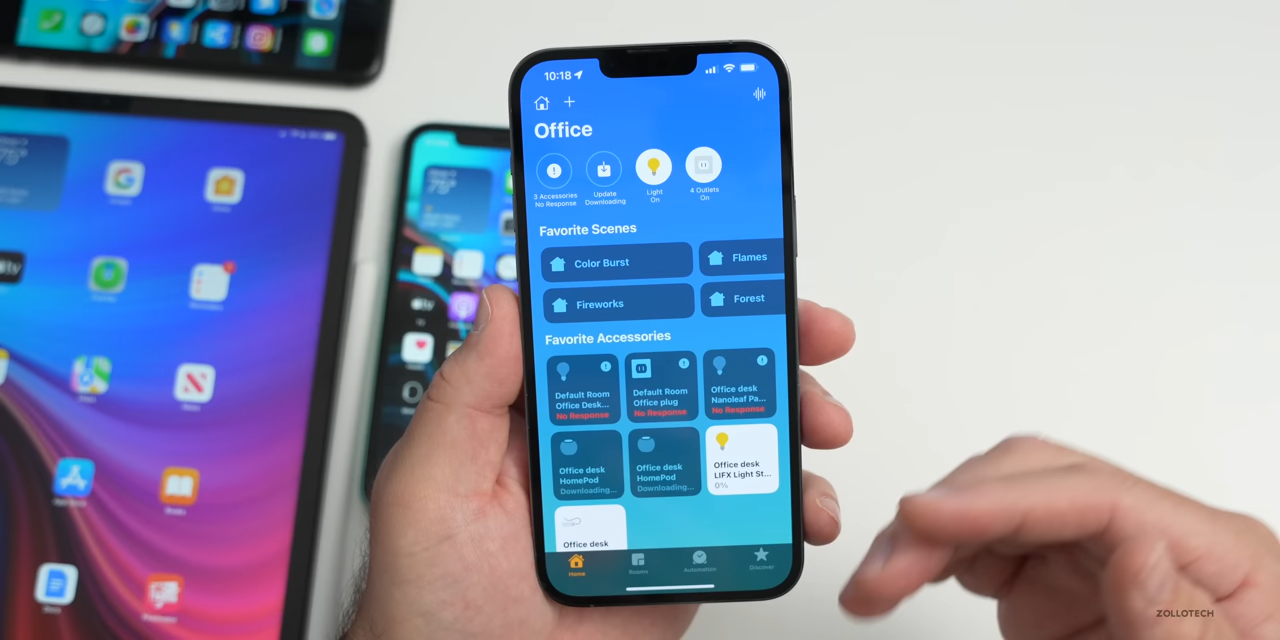 10:18
Office
3 Accessories
No Response
Update
Downloading
Light
On
4 Outlets
On
Favorite Scenes
Color Burst
Flames
Fireworks
Forest
Favorite Accessories
Default Room
Office Desk...
No Response
Default Room
Office plug
No Response
Office desk
Nanoleaf Pa...
No Response
Office desk
HomePod
Downloading...
Office desk
HomePod
Downloading...
Office desk
LIFX Light St...
0%
Office desk
Home
Rooms
Automation
Discover
ZOLLOTECH